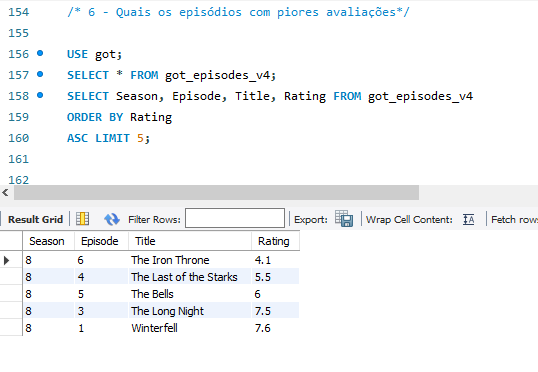 154 /* 6 - Quais os episódios com piores avaliações*/
155
156 USE got;
157 SELECT * FROM got_episodes_v4;
158 SELECT Season, Episode, Title, Rating FROM got_episodes_v4
159 ORDER BY Rating
160 ASC LIMIT 5;
161
162
Result Grid Filter Rows: Export: Wrap Cell Content: Fetch row
Season Episode Title Rating
8 6 The Iron Throne 4.1
8 4 The Last of the Starks 5.5
8 5 The Bells 6
8 3 The Long Night 7.5
8 1 Winterfell 7.6